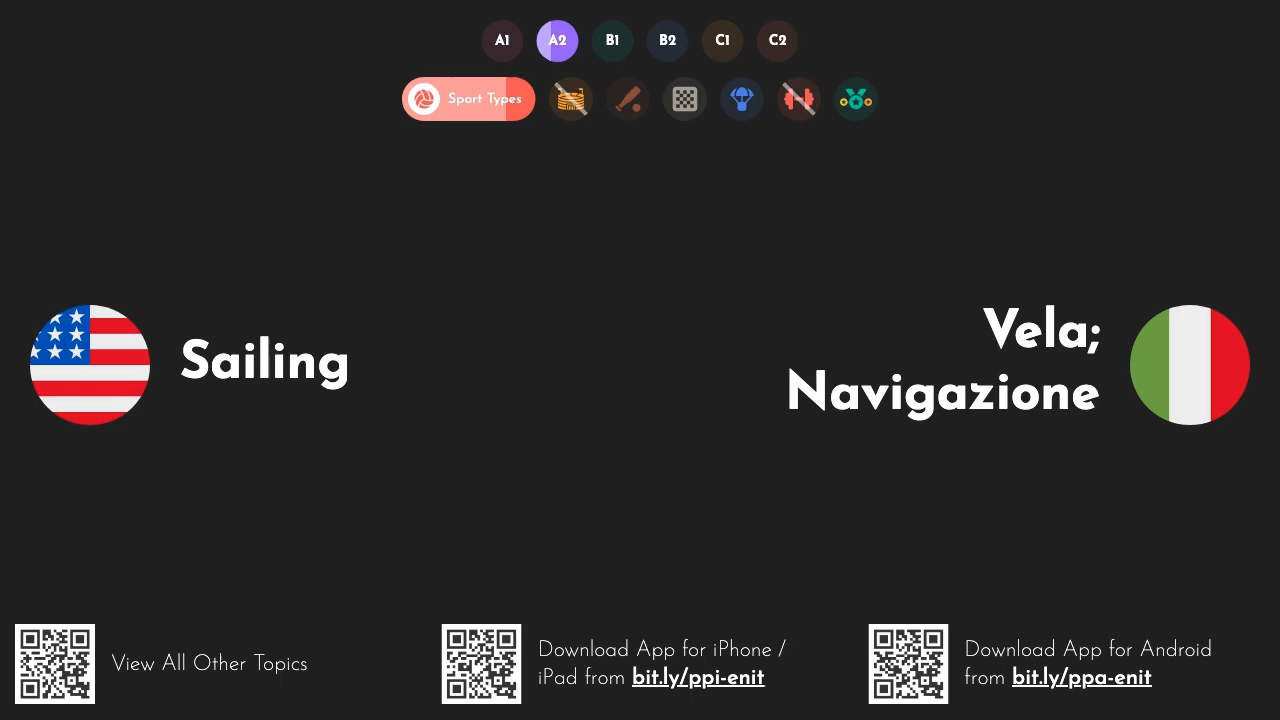 A1 A2 B1 B2 C1 C2
Sport Types
Sailing
Vela;
Navigazione
View All Other Topics
Download App for iPhone /
iPad from bit.ly/ppi-enit
Download App for Android
from bit.ly/ppa-enit